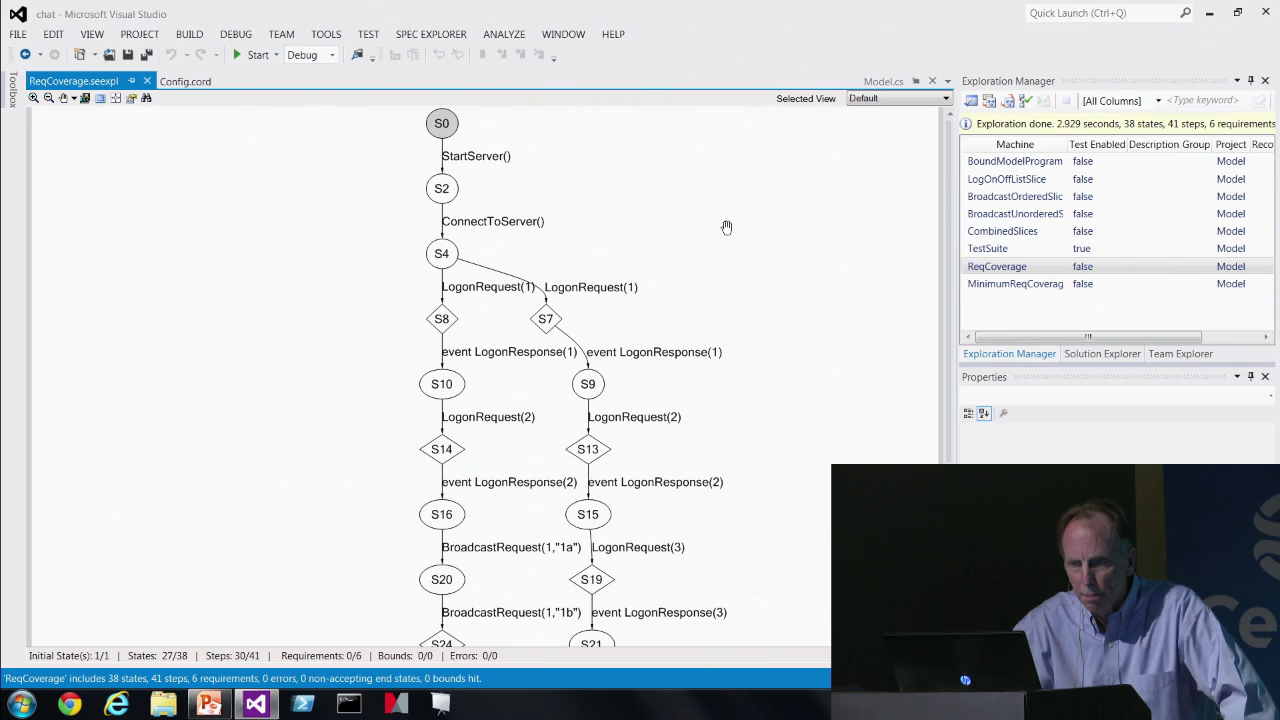 chat - Microsoft Visual Studio
Quick Launch (Ctrl+Q)
FILE EDIT VIEW PROJECT BUILD DEBUG TEAM TOOLS TEST SPEC EXPLORER ANALYZE WINDOW HELP
Start Debug
Toolbox
ReqCoverage.seexpl Config.cord Model.cs
Selected View Default
S0
StartServer()
S2
ConnectToServer()
S4
LogonRequest(1) LogonRequest(1)
S8 S7
event LogonResponse(1) event LogonResponse(1)
S10 S9
LogonRequest(2) LogonRequest(2)
S14 S13
event LogonResponse(2) event LogonResponse(2)
S16 S15
BroadcastRequest(1,"1a") LogonRequest(3)
S20 S19
BroadcastRequest(1,"1b") event LogonResponse(3)
S24 S21
Initial State(s): 1/1 | States: 27/38 | Steps: 30/41 | Requirements: 0/6 | Bounds: 0/0 | Errors: 0/0
'ReqCoverage' includes 38 states, 41 steps, 6 requirements, 0 errors, 0 non-accepting end states, 0 bounds hit.
Exploration Manager
[All Columns] <Type keyword>
Exploration done. 2.929 seconds, 38 states, 41 steps, 6 requirements
Machine Test Enabled Description Group Project Reco
BoundModelProgram false Model
LogOnOffListSlice false Model
BroadcastOrderedSlic false Model
BroadcastUnorderedS false Model
CombinedSlices false Model
TestSuite true Model
ReqCoverage false Model
MinimumReqCoverag false Model
Exploration Manager Solution Explorer Team Explorer
Properties
hp